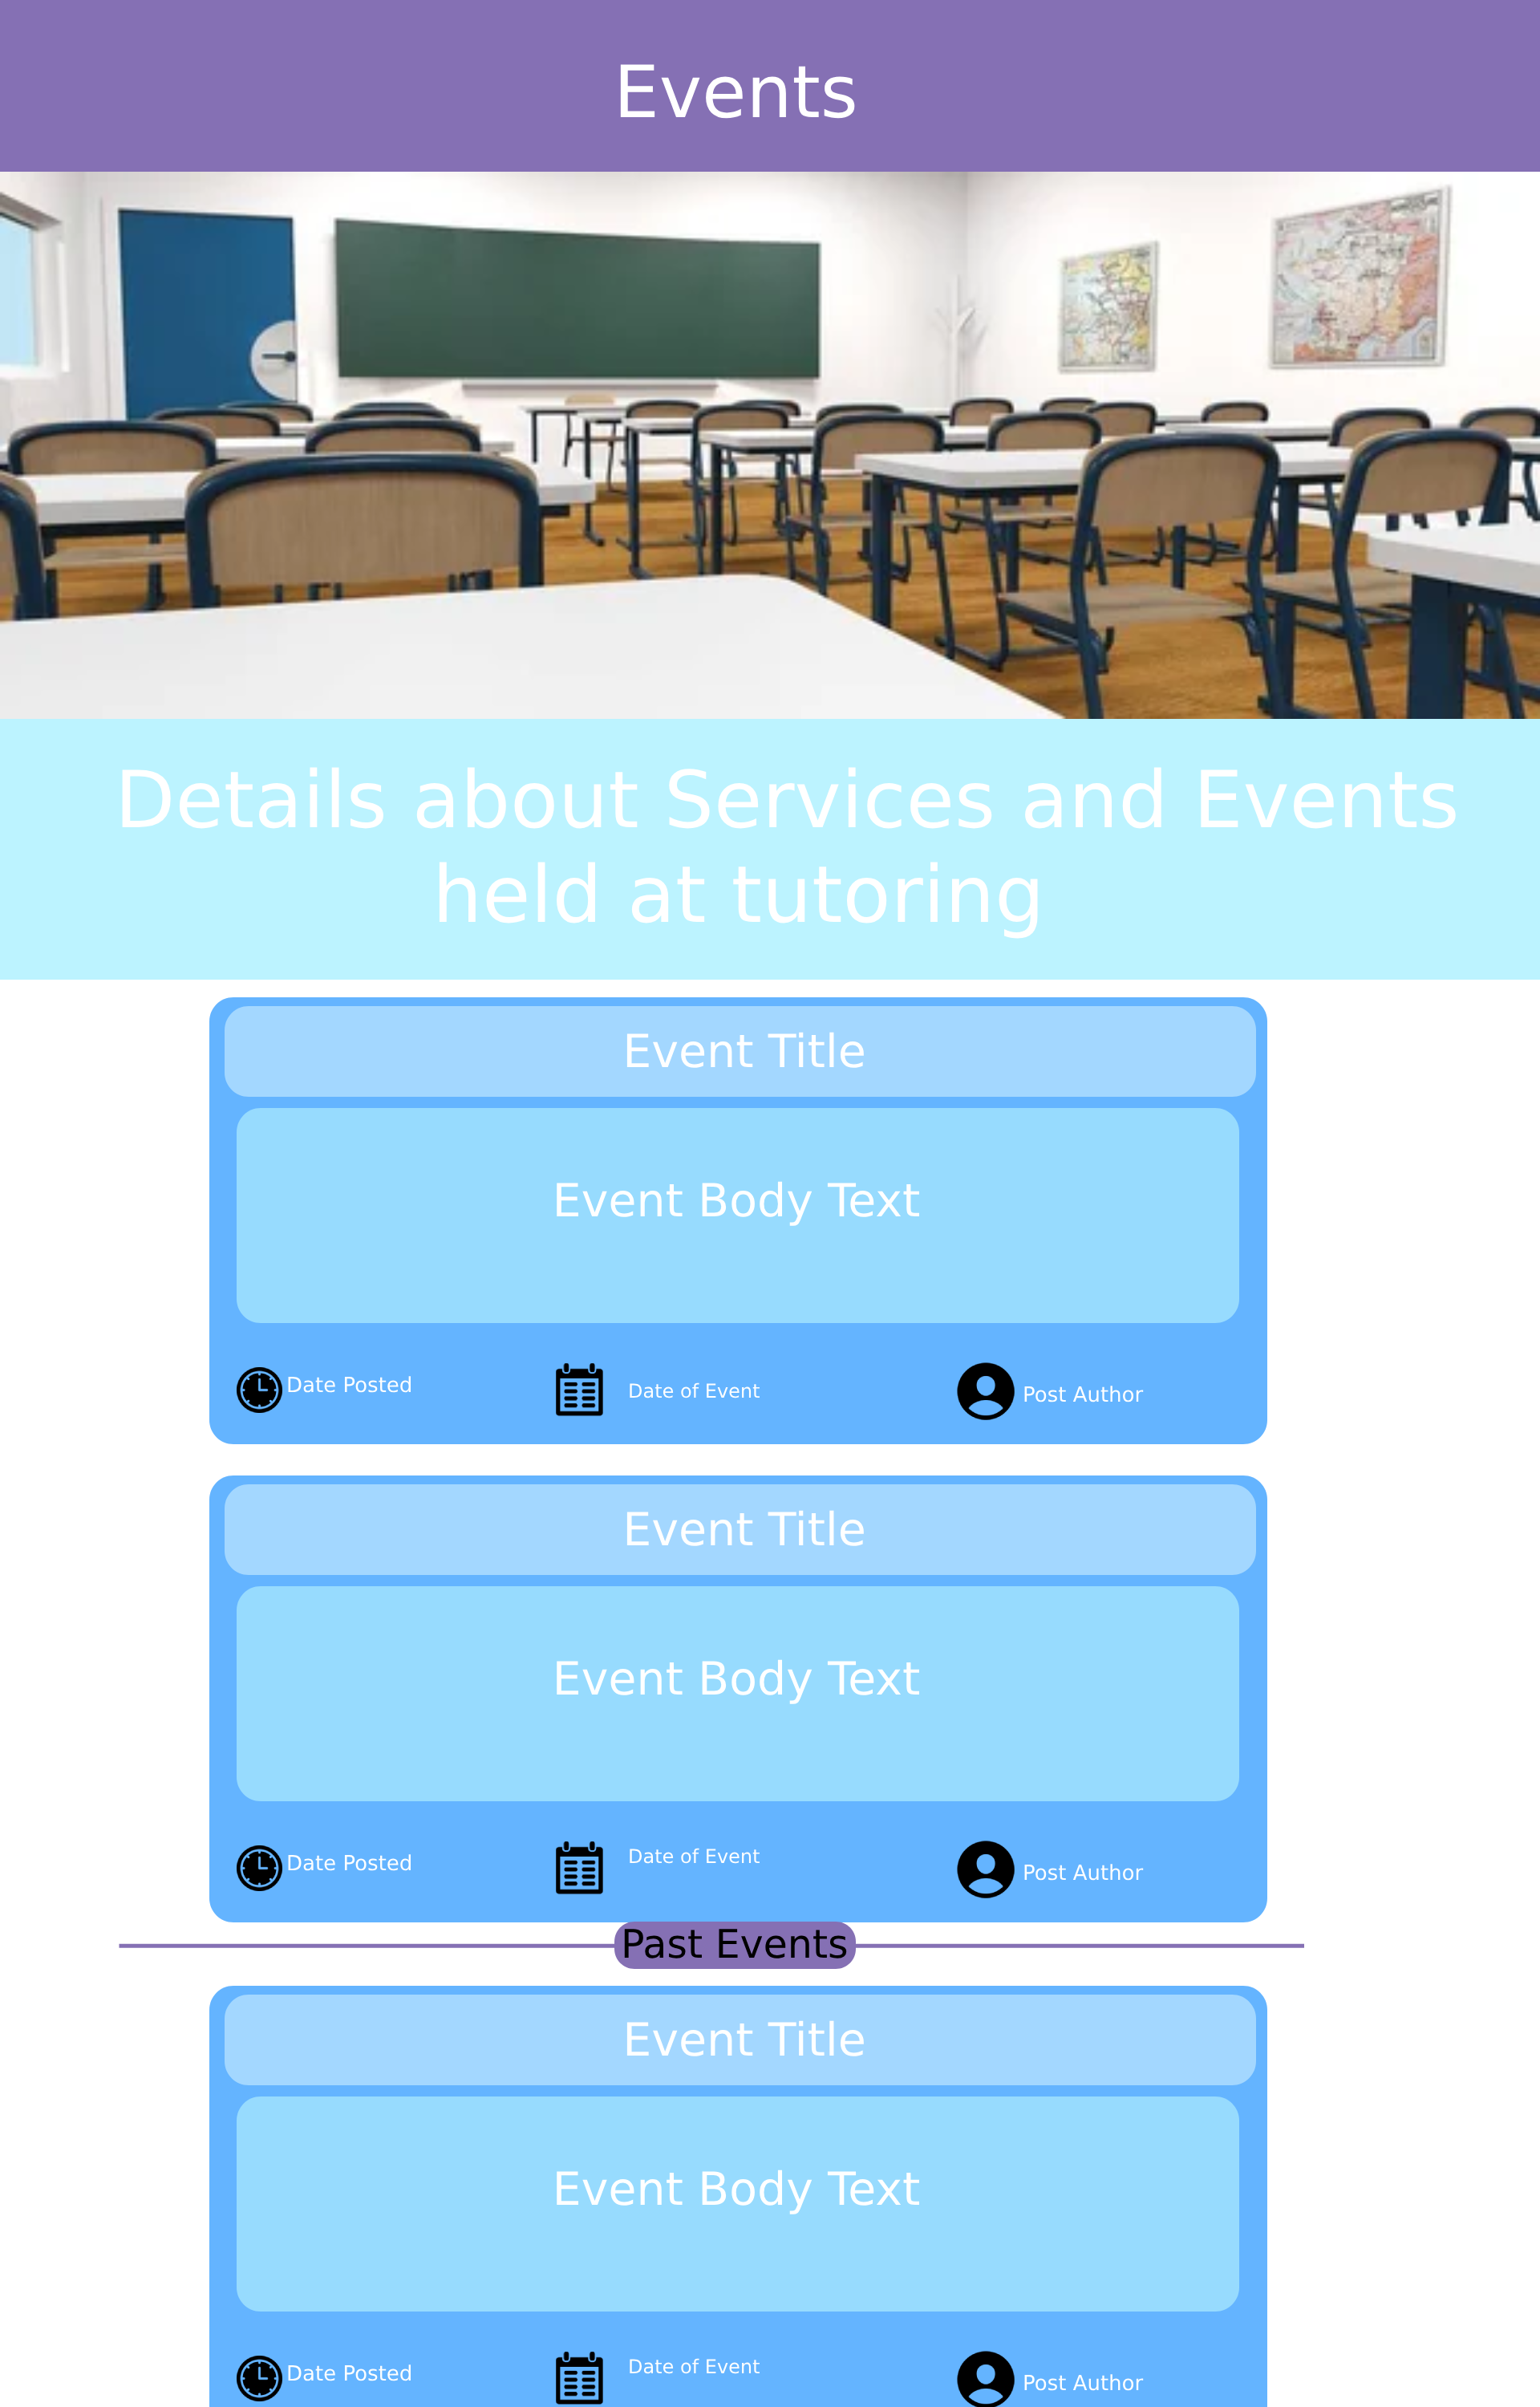 Events
Details about Services and Events
held at tutoring
Event Title
Event Body Text
Date Posted
Date of Event
Post Author
Event Title
Event Body Text
Date Posted
Date of Event
Post Author
Past Events
Event Title
Event Body Text
Date Posted
Date of Event
Post Author